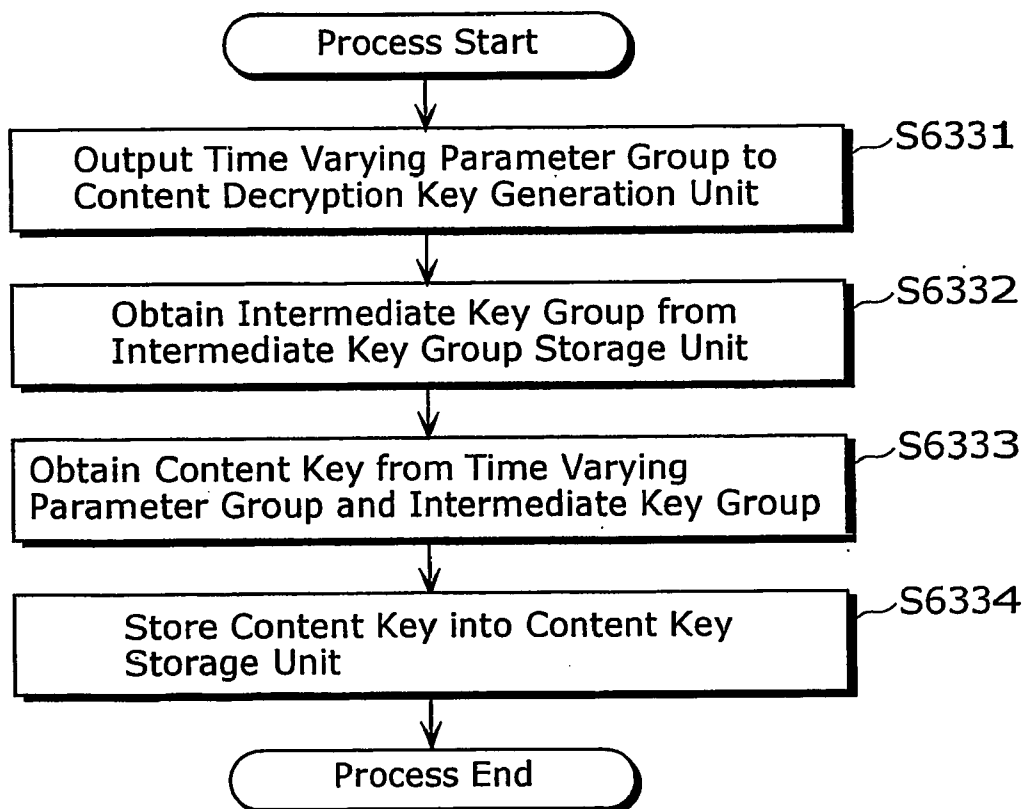 Process Start
S6331
Output Time Varying Parameter Group to
Content Decryption Key Generation Unit
S6332
Obtain Intermediate Key Group from
Intermediate Key Group Storage Unit
S6333
Obtain Content Key from Time Varying
Parameter Group and Intermediate Key Group
S6334
Store Content Key into Content Key
Storage Unit
Process End